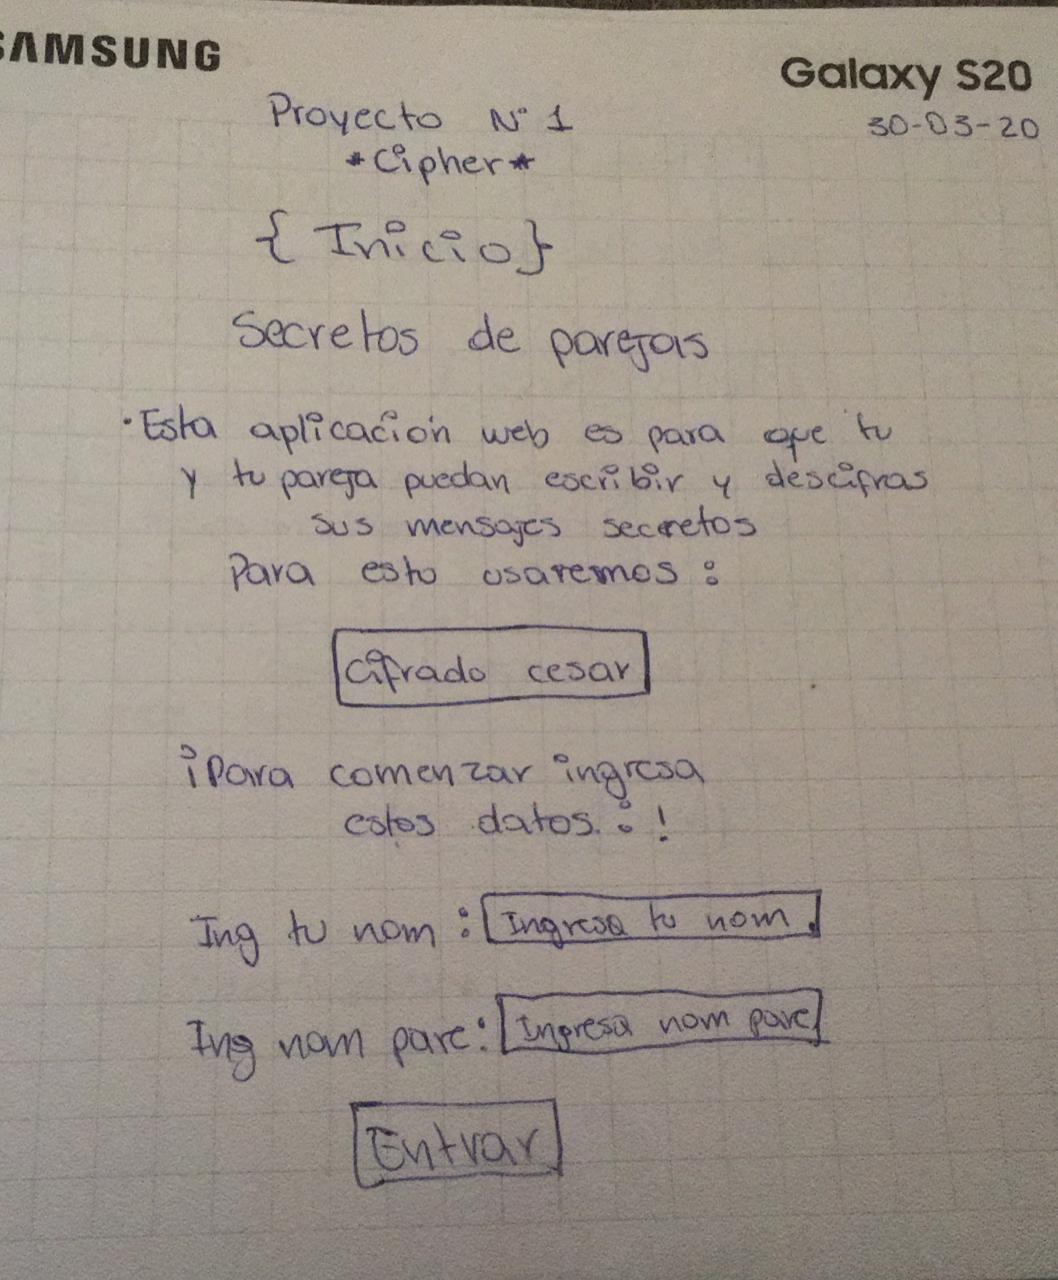 SAMSUNG
Galaxy S20
30-03-20
Proyecto N° 1
*Cipher*
{ Inicio }
Secretos de parejas
· Esta aplicación web es para que tu
y tu pareja puedan escribir y descifras
sus mensajes secretos
Para esto usaremos :
Cifrado cesar
¡Para comenzar ingresa
estos datos. : !
Ing tu nom : Ingresa tu nom.
Ing nom pare: Ingresa nom pare
Entrar